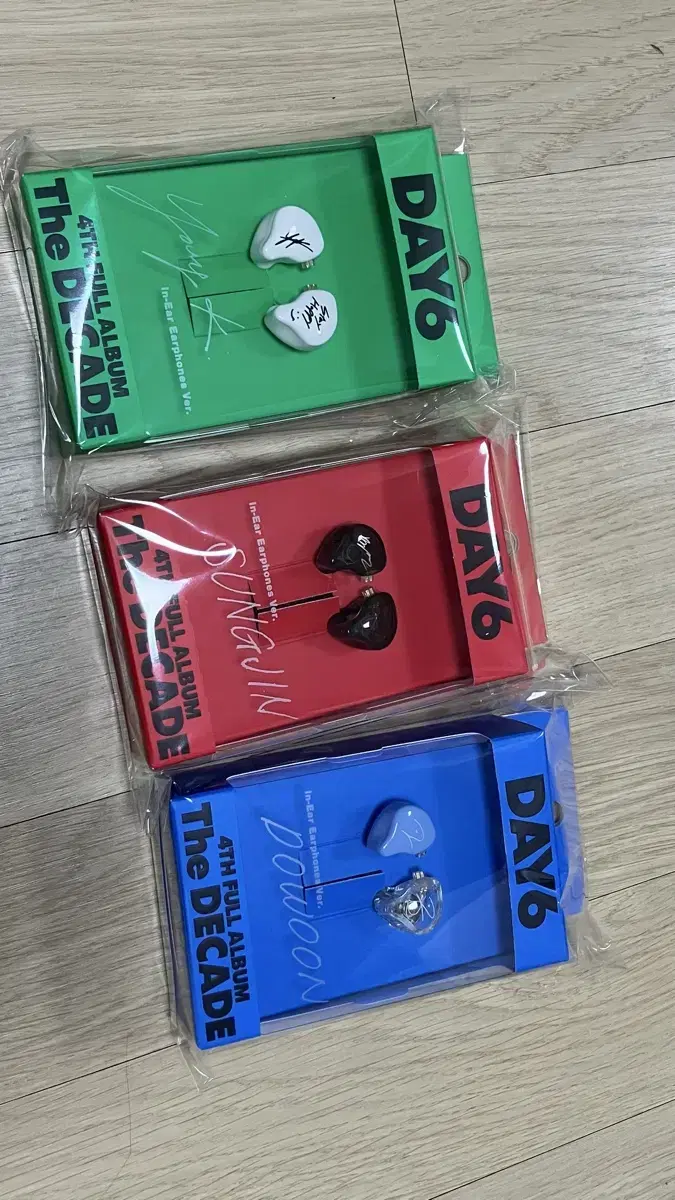 DAY6
Young K.
In-Ear Earphones Ver.
4TH FULL ALBUM
The DECADE
DAY6
In-Ear Earphones Ver.
SUNGJIN
4TH FULL ALBUM
The DECADE
DAY6
In-Ear Earphones Ver.
DOWOON
4TH FULL ALBUM
The DECADE